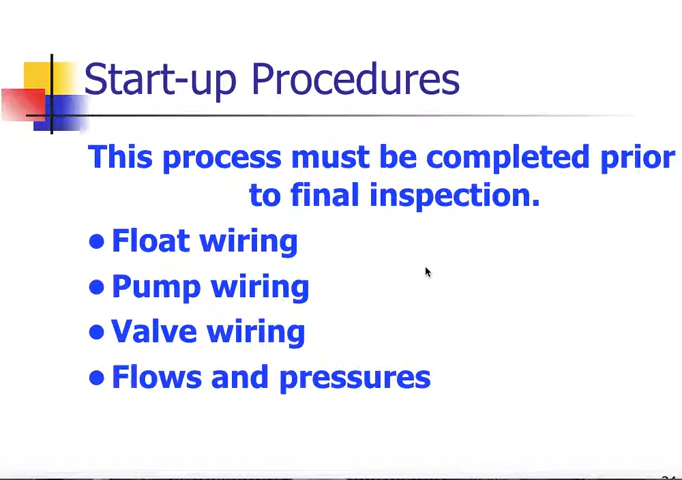 Start-up Procedures
This process must be completed prior
to final inspection.
● Float wiring
● Pump wiring
● Valve wiring
● Flows and pressures